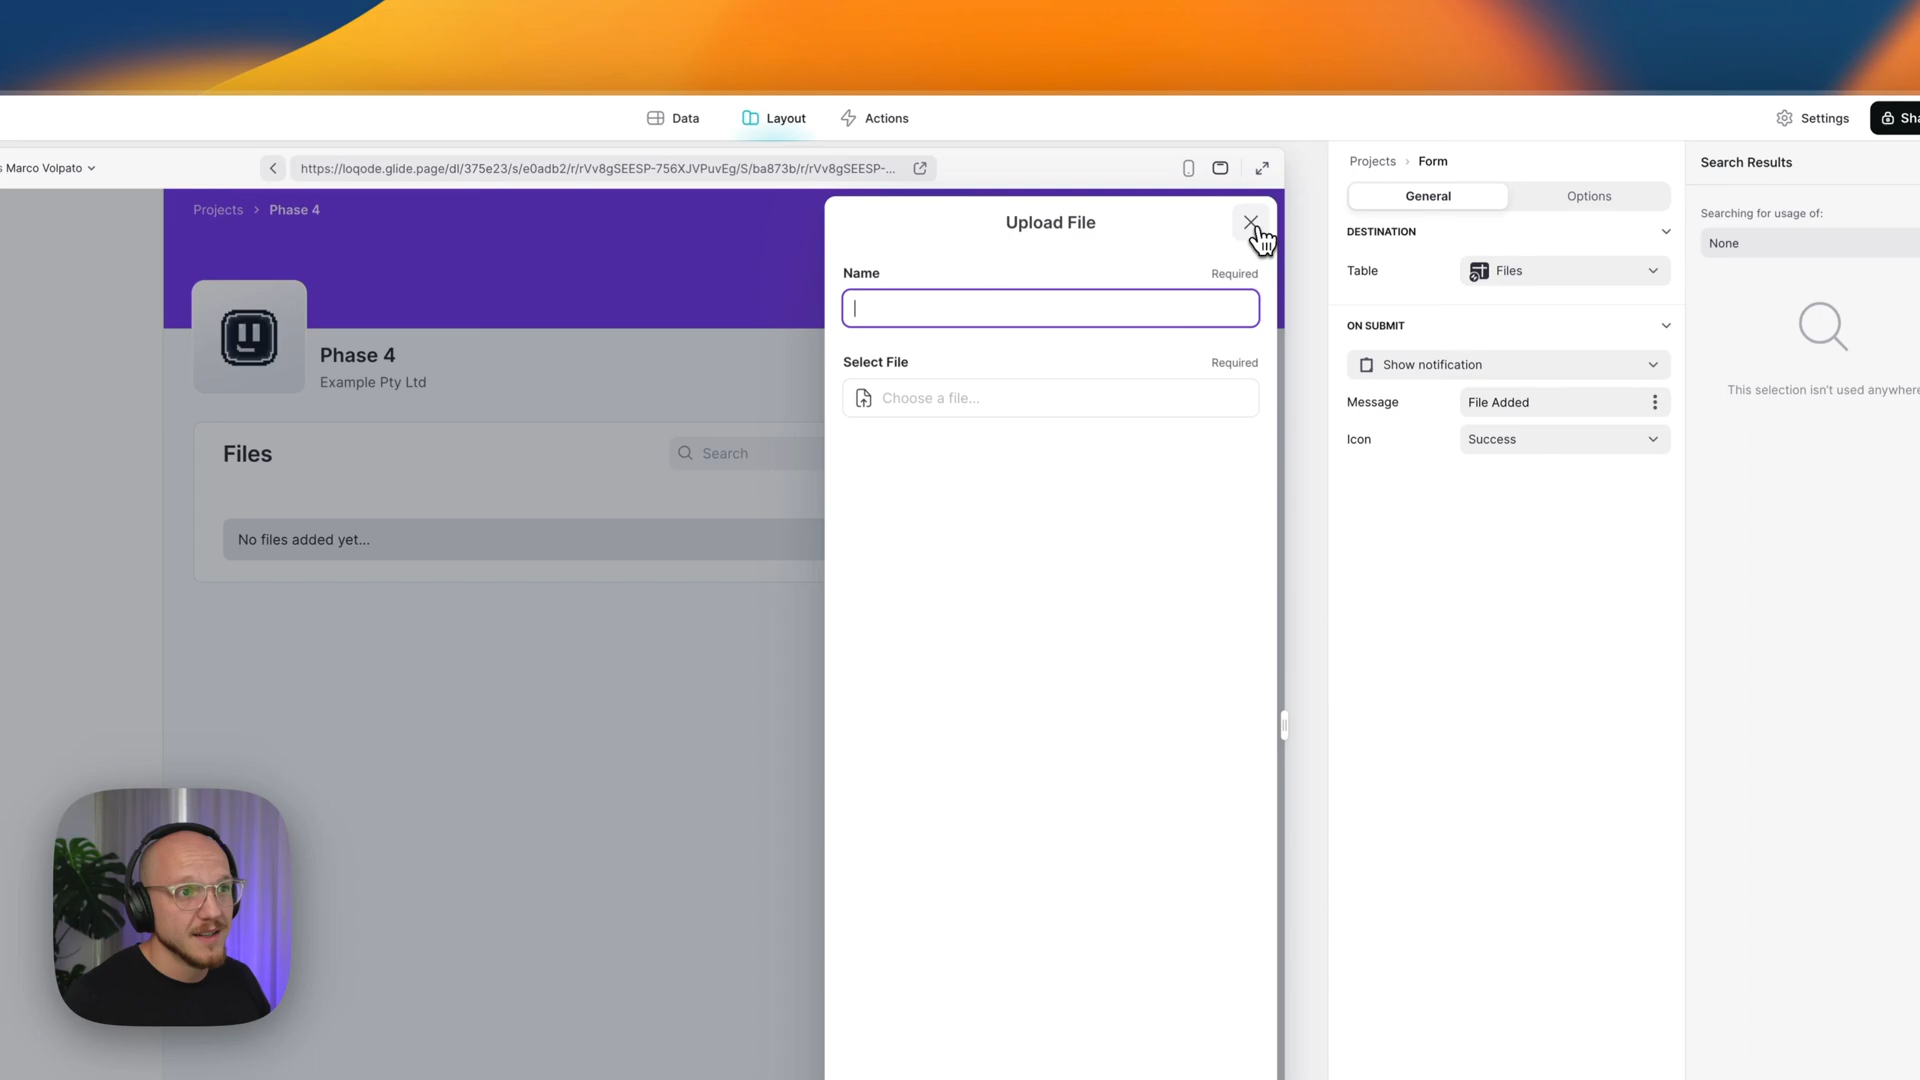 Data
Layout
Actions
Settings
Sha
s Marco Volpato
https://loqode.glide.page/dl/375e23/s/e0adb2/r/rVv8gSEESP-756XJVPuvEg/S/ba873b/r/rVv8gSEESP-...
Projects > Phase 4
Phase 4
Example Pty Ltd
Files
Search
No files added yet...
Upload File
Name
Required
Select File
Required
Choose a file...
Projects > Form
General
Options
DESTINATION
Table
Files
ON SUBMIT
Show notification
Message
File Added
Icon
Success
Search Results
Searching for usage of:
None
This selection isn't used anywhere